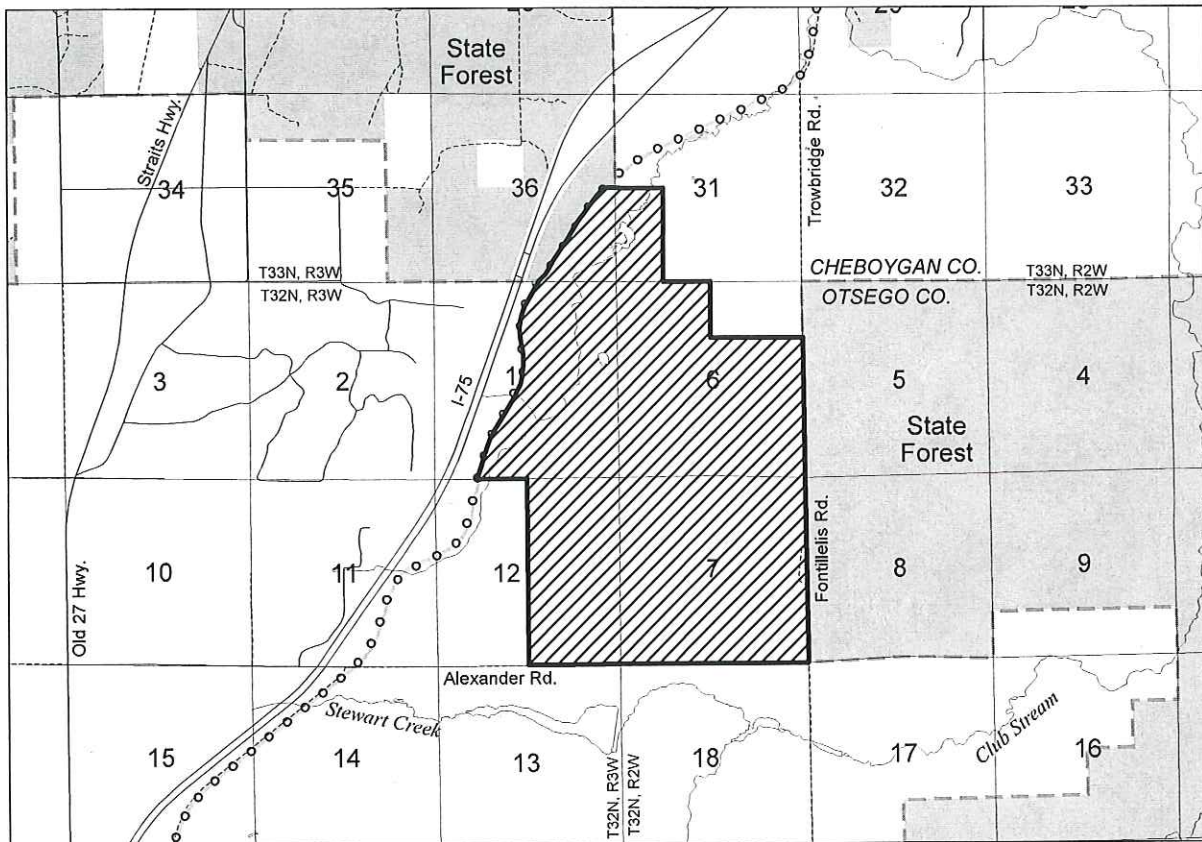 State
Forest
Straits Hwy.
Trowbridge Rd.
34
35
36
31
32
33
T33N, R3W
T32N, R3W
CHEBOYGAN CO.
OTSEGO CO.
T33N, R2W
T32N, R2W
3
2
1
I-75
6
5
4
State
Forest
10
11
12
7
8
9
Old 27 Hwy.
Fontillelis Rd.
Alexander Rd.
Stewart Creek
Club Stream
15
14
13
18
17
16
T32N, R3W
T32N, R2W